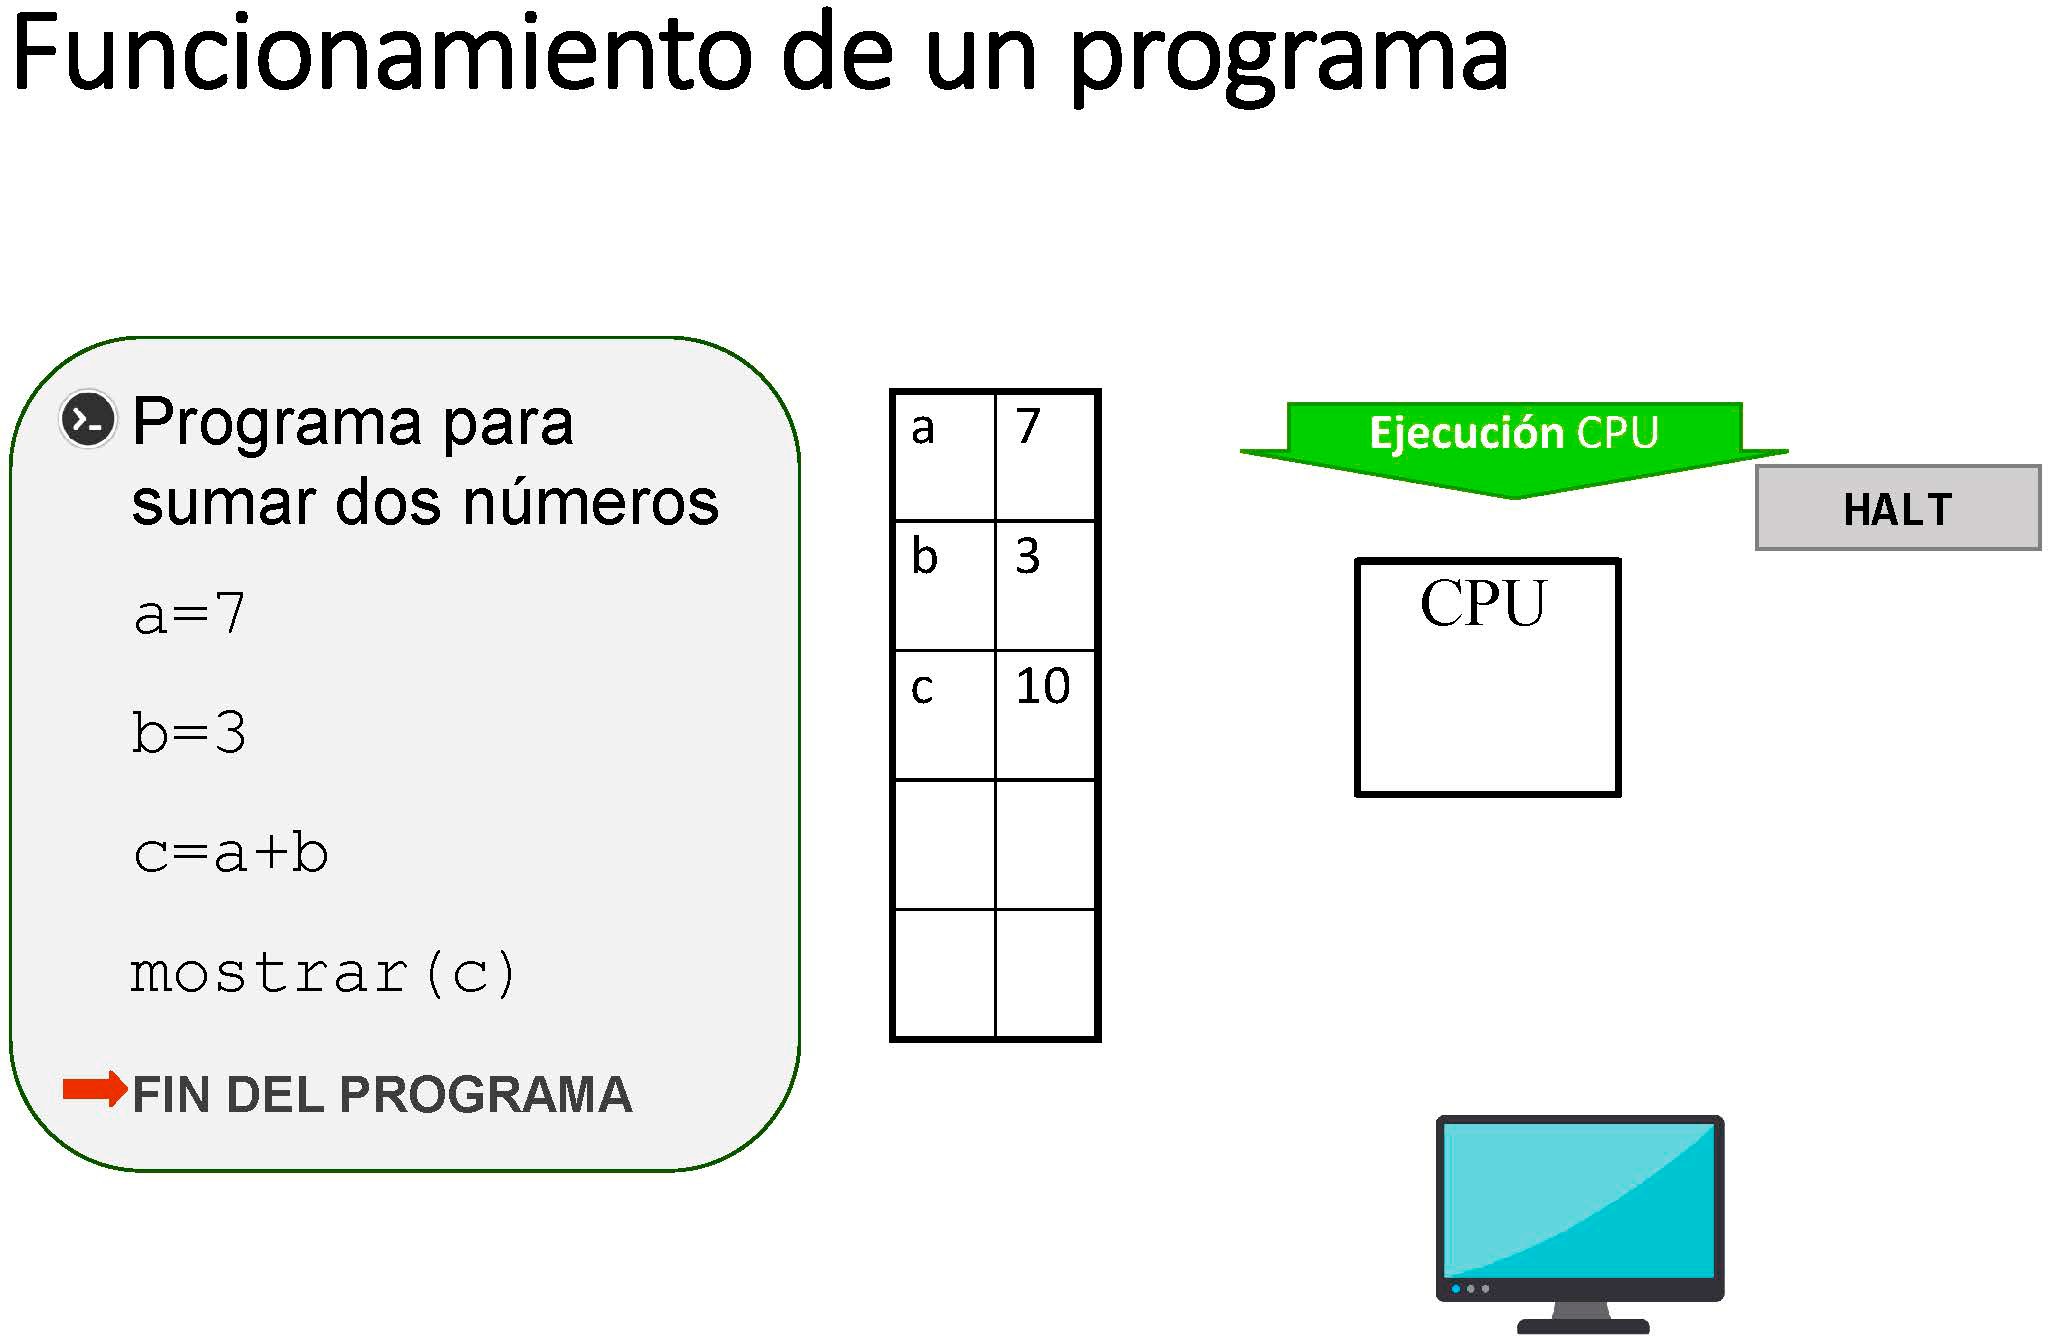 Funcionamiento de un programa
Programa para
sumar dos números
a=7
b=3
c=a+b
mostrar(c)
FIN DEL PROGRAMA
a 7
b 3
c 10
Ejecución CPU
HALT
CPU